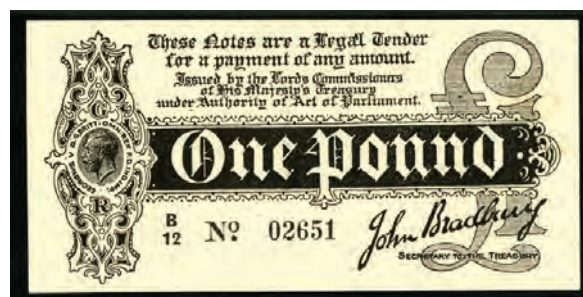 These Notes are a Legal Tender
for a payment of any amount.
Issued by the Lords Commissioners
of His Majesty's Treasury
under Authority of Act of Parliament.
G
One Pound
R
B
12 Nº 02651
John Bradbury
SECRETARY TO THE TREASURY
£1